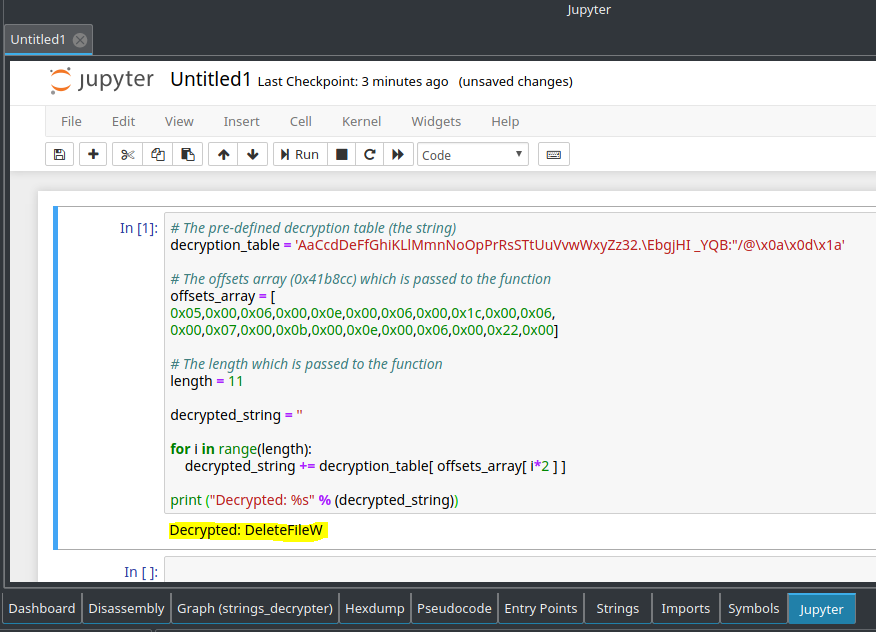 Jupyter
Untitled1
jupyter Untitled1 Last Checkpoint: 3 minutes ago (unsaved changes)
File Edit View Insert Cell Kernel Widgets Help
Run Code
In [1]: # The pre-defined decryption table (the string)
decryption_table = 'AaCcdDeFfGhiKLlMmnNoOpPrRsSTtUuVvwWxyZz32.\EbgjHI _YQB:"/@\x0a\x0d\x1a'
# The offsets array (0x41b8cc) which is passed to the function
offsets_array = [
0x05,0x00,0x06,0x00,0x0e,0x00,0x06,0x00,0x1c,0x00,0x06,
0x00,0x07,0x00,0x0b,0x00,0x0e,0x00,0x06,0x00,0x22,0x00]
# The length which is passed to the function
length = 11
decrypted_string = ''
for i in range(length):
    decrypted_string += decryption_table[ offsets_array[ i*2 ] ]
print ("Decrypted: %s" % (decrypted_string))
Decrypted: DeleteFileW
In [ ]:
Dashboard Disassembly Graph (strings_decrypter) Hexdump Pseudocode Entry Points Strings Imports Symbols Jupyter